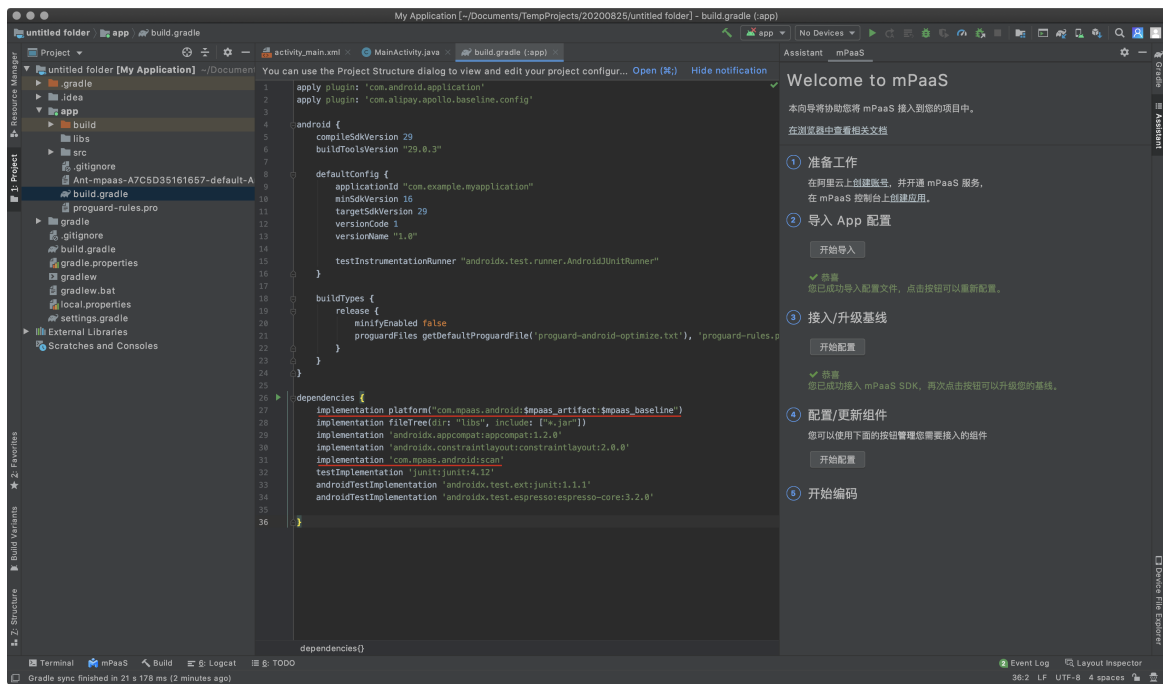 My Application [~/Documents/TempProjects/20200825/untitled folder] - build.gradle (:app)
untitled folder app build.gradle
app No Devices
Project
activity_main.xml MainActivity.java build.gradle (:app)
Assistant mPaaS
Resource Manager
1: Project
2: Favorites
Build Variants
Z: Structure
untitled folder [My Application] ~/Document
.gradle
.idea
app
build
libs
src
.gitignore
Ant-mpaas-A7C5D35161657-default-A
build.gradle
proguard-rules.pro
gradle
.gitignore
build.gradle
gradle.properties
gradlew
gradlew.bat
local.properties
settings.gradle
External Libraries
Scratches and Consoles
You can use the Project Structure dialog to view and edit your project configur... Open (⌘;) Hide notification
1 apply plugin: 'com.android.application'
2 apply plugin: 'com.alipay.apollo.baseline.config'
3
4 android {
5 compileSdkVersion 29
6 buildToolsVersion "29.0.3"
7
8 defaultConfig {
9 applicationId "com.example.myapplication"
10 minSdkVersion 16
11 targetSdkVersion 29
12 versionCode 1
13 versionName "1.0"
14
15 testInstrumentationRunner "androidx.test.runner.AndroidJUnitRunner"
16 }
17
18 buildTypes {
19 release {
20 minifyEnabled false
21 proguardFiles getDefaultProguardFile('proguard-android-optimize.txt'), 'proguard-rules.p
22 }
23 }
24 }
25
26 dependencies {
27 implementation platform("com.mpaas.android:$mpaas_artifact:$mpaas_baseline")
28 implementation fileTree(dir: "libs", include: ["*.jar"])
29 implementation 'androidx.appcompat:appcompat:1.2.0'
30 implementation 'androidx.constraintlayout:constraintlayout:2.0.0'
31 implementation 'com.mpaas.android:scan'
32 testImplementation 'junit:junit:4.12'
33 androidTestImplementation 'androidx.test.ext:junit:1.1.1'
34 androidTestImplementation 'androidx.test.espresso:espresso-core:3.2.0'
35
36 }
dependencies{}
Welcome to mPaaS
本向导将协助您将 mPaaS 接入到您的项目中。
在浏览器中查看相关文档
1 准备工作
在阿里云上创建账号，并开通 mPaaS 服务，
在 mPaaS 控制台上创建应用。
2 导入 App 配置
开始导入
恭喜
您已成功导入配置文件，点击按钮可以重新配置。
3 接入/升级基线
开始配置
恭喜
您已成功接入 mPaaS SDK，再次点击按钮可以升级您的基线。
4 配置/更新组件
您可以使用下面的按钮管理您需要接入的组件
开始配置
5 开始编码
Gradle
Assistant
Device File Explorer
Terminal mPaaS Build 6: Logcat 6: TODO
2 Event Log Layout Inspector
Gradle sync finished in 21 s 178 ms (2 minutes ago)
36:2 LF UTF-8 4 spaces